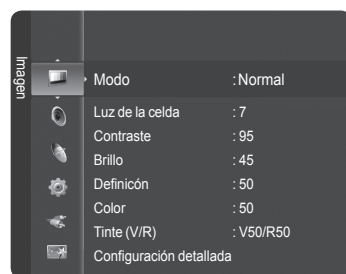 Imagen
Modo : Normal
Luz de la celda : 7
Contraste : 95
Brillo : 45
Definicón : 50
Color : 50
Tinte (V/R) : V50/R50
Configuración detallada